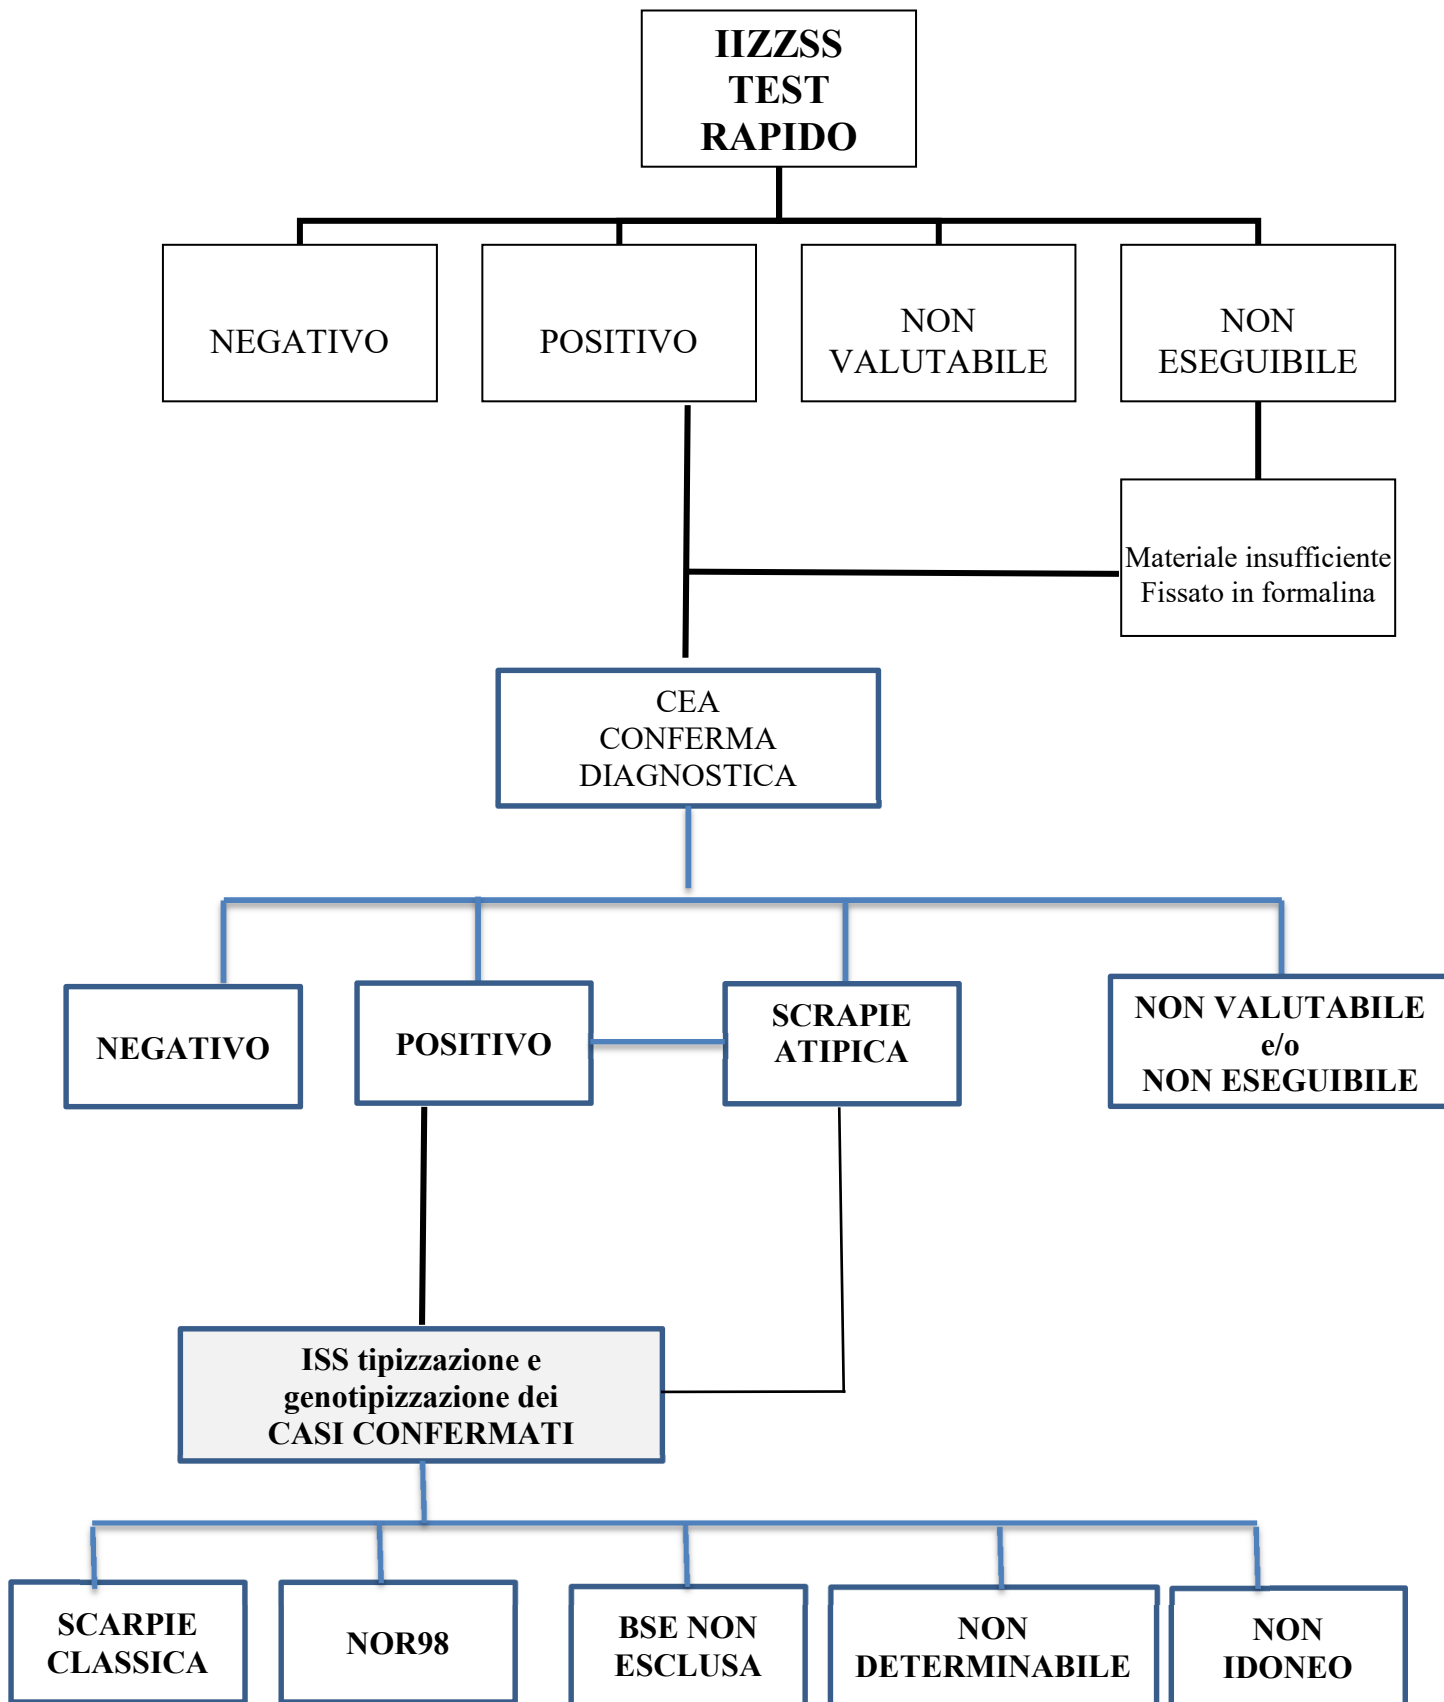 IIZZSS
TEST
RAPIDO
NEGATIVO
POSITIVO
NON
VALUTABILE
NON
ESEGUIBILE
Materiale insufficiente
Fissato in formalina
CEA
CONFERMA
DIAGNOSTICA
NEGATIVO
POSITIVO
SCRAPIE
ATIPICA
NON VALUTABILE
e/o
NON ESEGUIBILE
ISS tipizzazione e
genotipizzazione dei
CASI CONFERMATI
SCARPIE
CLASSICA
NOR98
BSE NON
ESCLUSA
NON
DETERMINABILE
NON
IDONEO